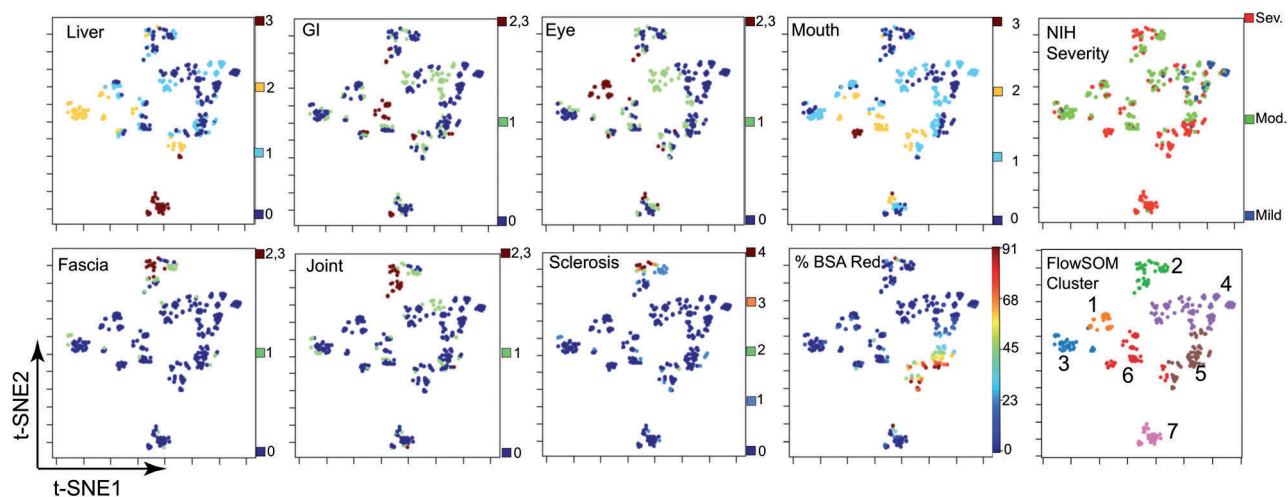 Liver
3
2
1
0
GI
2,3
1
0
Eye
2,3
1
0
Mouth
3
2
1
0
NIH
Severity
Sev.
Mod.
Mild
Fascia
2,3
1
0
Joint
2,3
1
0
Sclerosis
4
3
2
1
0
% BSA Red.
91
68
45
23
0
FlowSOM
Cluster
2
4
1
3
6
5
7
t-SNE2
t-SNE1